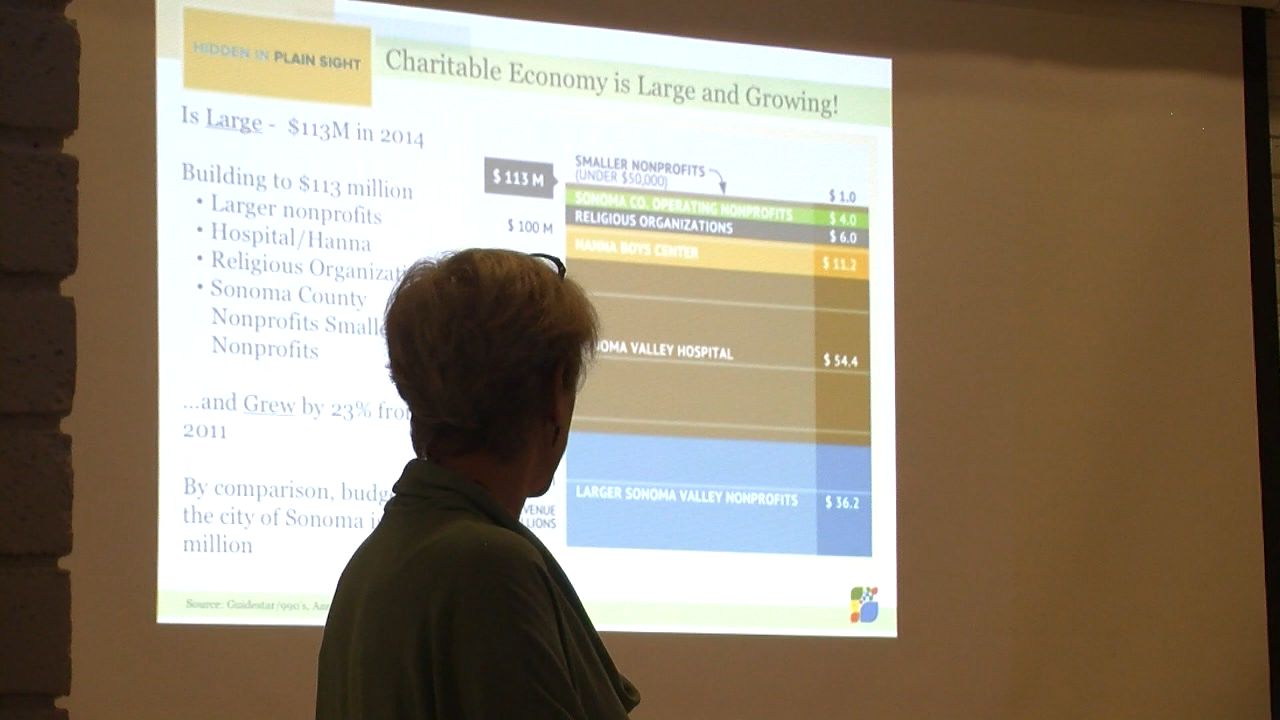 HIDDEN IN PLAIN SIGHT
Charitable Economy is Large and Growing!
Is Large - $113M in 2014
Building to $113 million
• Larger nonprofits
• Hospital/Hanna
• Religious Organizati
• Sonoma County
Nonprofits Smalle
Nonprofits
...and Grew by 23% fro
2011
By comparison, budg
the city of Sonoma i
million
$ 113 M
$ 100 M
VENUE
LIONS
SMALLER NONPROFITS
(UNDER $50,000)
$ 1.0
SONOMA CO. OPERATING NONPROFITS $ 4.0
RELIGIOUS ORGANIZATIONS $ 6.0
HANNA BOYS CENTER $ 11.2
OMA VALLEY HOSPITAL $ 54.4
LARGER SONOMA VALLEY NONPROFITS $ 36.2
Source: Guidestar/990's, An